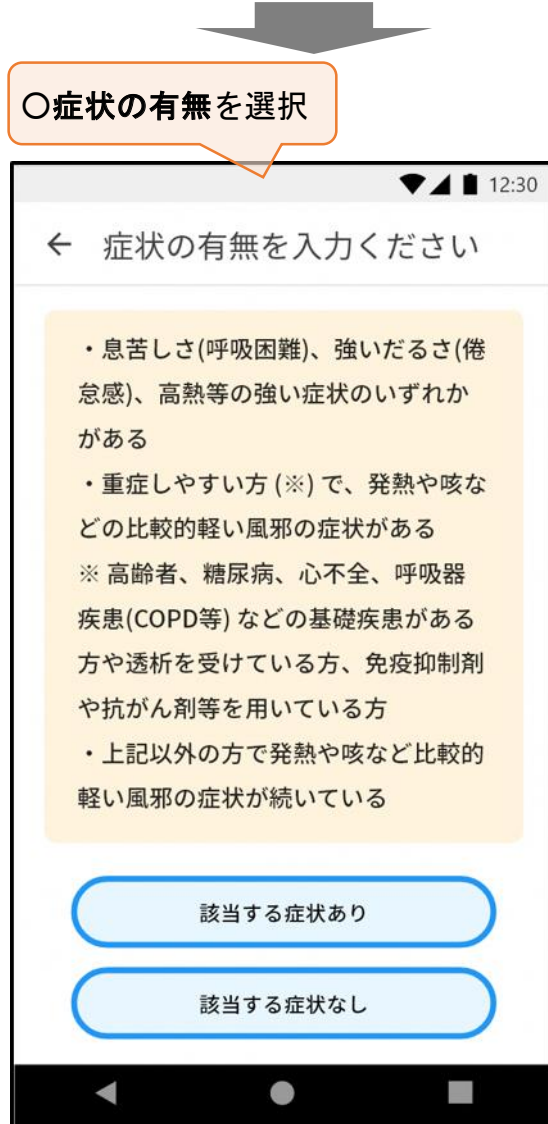 〇症状の有無を選択
12:30
← 症状の有無を入力ください
・息苦しさ(呼吸困難)、強いだるさ(倦
怠感)、高熱等の強い症状のいずれか
がある
・重症しやすい方 (※) で、発熱や咳な
どの比較的軽い風邪の症状がある
※ 高齢者、糖尿病、心不全、呼吸器
疾患(COPD等) などの基礎疾患がある
方や透析を受けている方、免疫抑制剤
や抗がん剤等を用いている方
・上記以外の方で発熱や咳など比較的
軽い風邪の症状が続いている
該当する症状あり
該当する症状なし